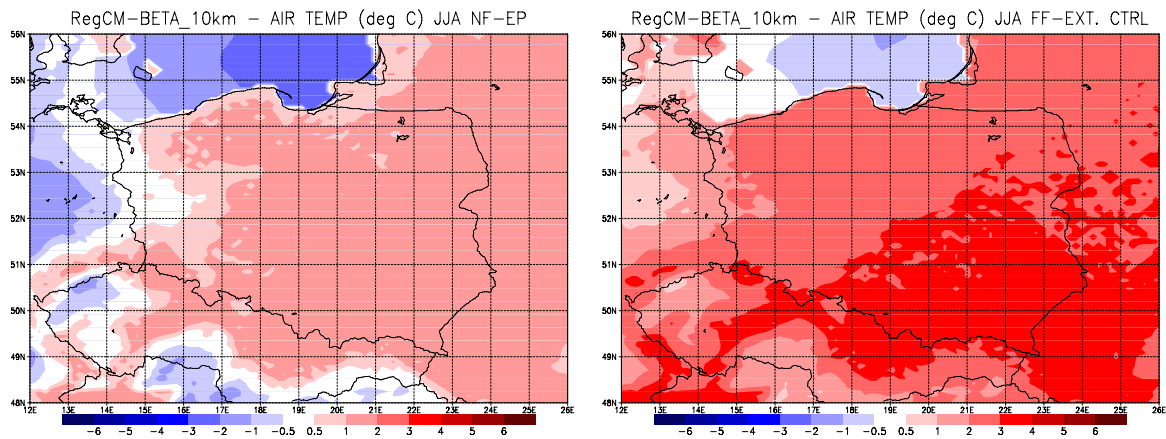 RegCM-BETA_10km - AIR TEMP (deg C) JJA NF-EP
56N
55N
54N
53N
52N
51N
50N
49N
48N
12E 13E 14E 15E 16E 17E 18E 19E 20E 21E 22E 23E 24E 25E 26E
-6 -5 -4 -3 -2 -1 -0.5 0.5 1 2 3 4 5 6
RegCM-BETA_10km - AIR TEMP (deg C) JJA FF-EXT. CTRL
56N
55N
54N
53N
52N
51N
50N
49N
48N
12E 13E 14E 15E 16E 17E 18E 19E 20E 21E 22E 23E 24E 25E 26E
-6 -5 -4 -3 -2 -1 -0.5 0.5 1 2 3 4 5 6